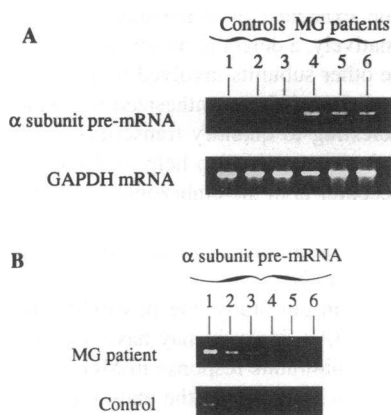 A
Controls MG patients
1 2 3 4 5 6
α subunit pre-mRNA
GAPDH mRNA
B
α subunit pre-mRNA
1 2 3 4 5 6
MG patient
Control